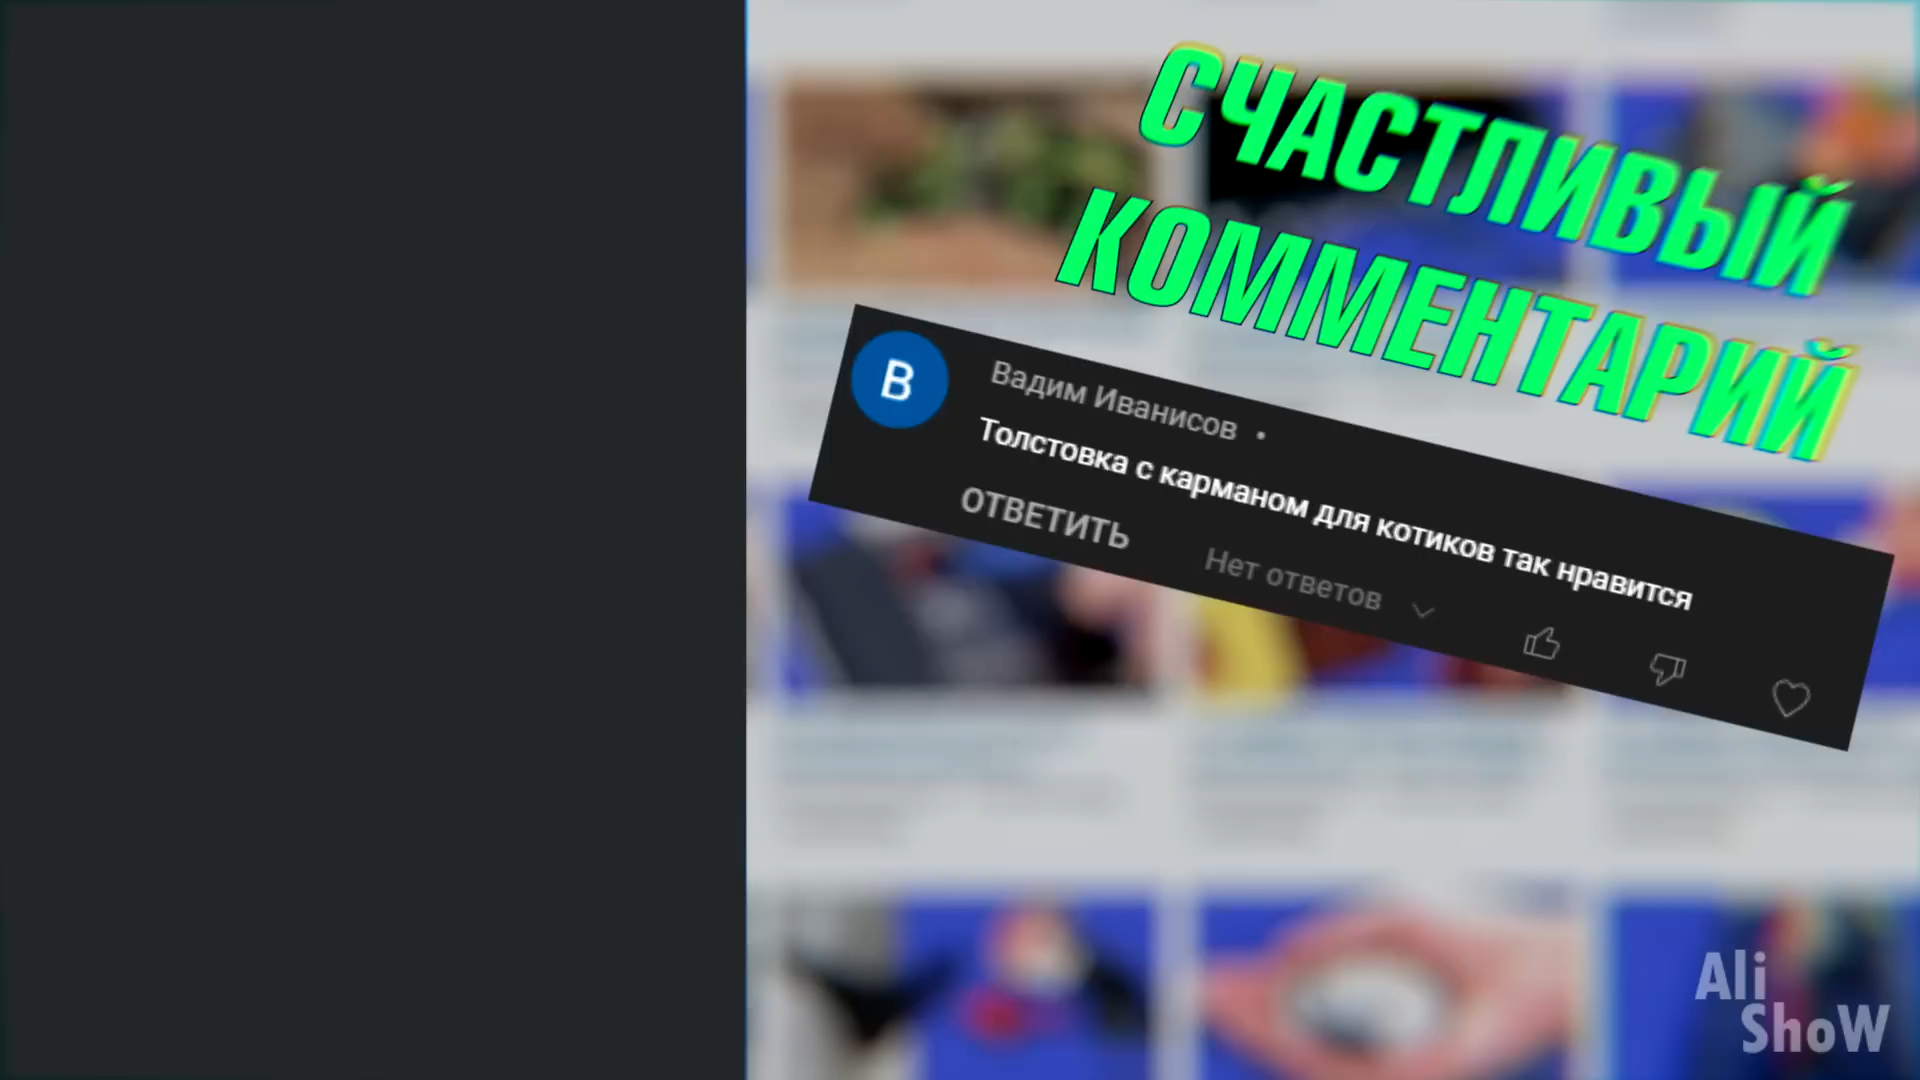 СЧАСТЛИВЫЙ
КОММЕНТАРИЙ
В
Вадим Иванисов •
Толстовка с карманом для котиков так нравится
ОТВЕТИТЬ
Нет ответов
Ali
ShoW